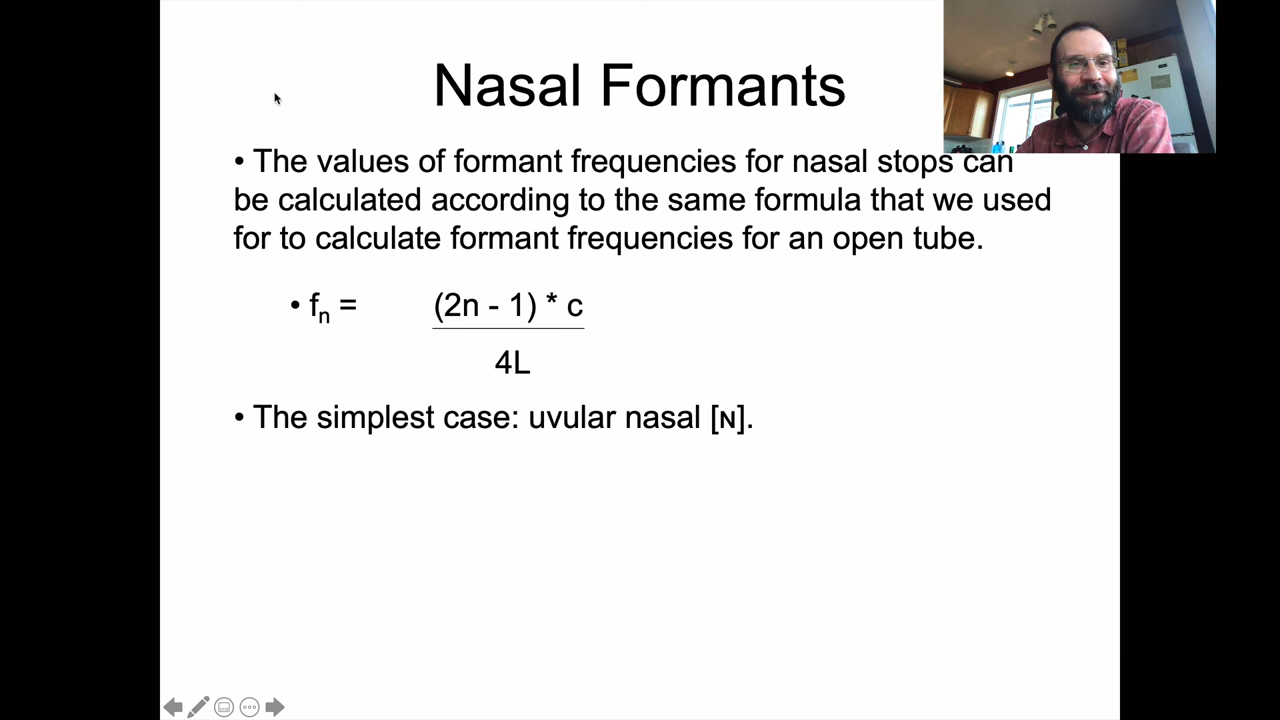 Nasal Formants
• The values of formant frequencies for nasal stops can
be calculated according to the same formula that we used
for to calculate formant frequencies for an open tube.
• fₙ = (2n - 1) * c
4L
• The simplest case: uvular nasal [ɴ].